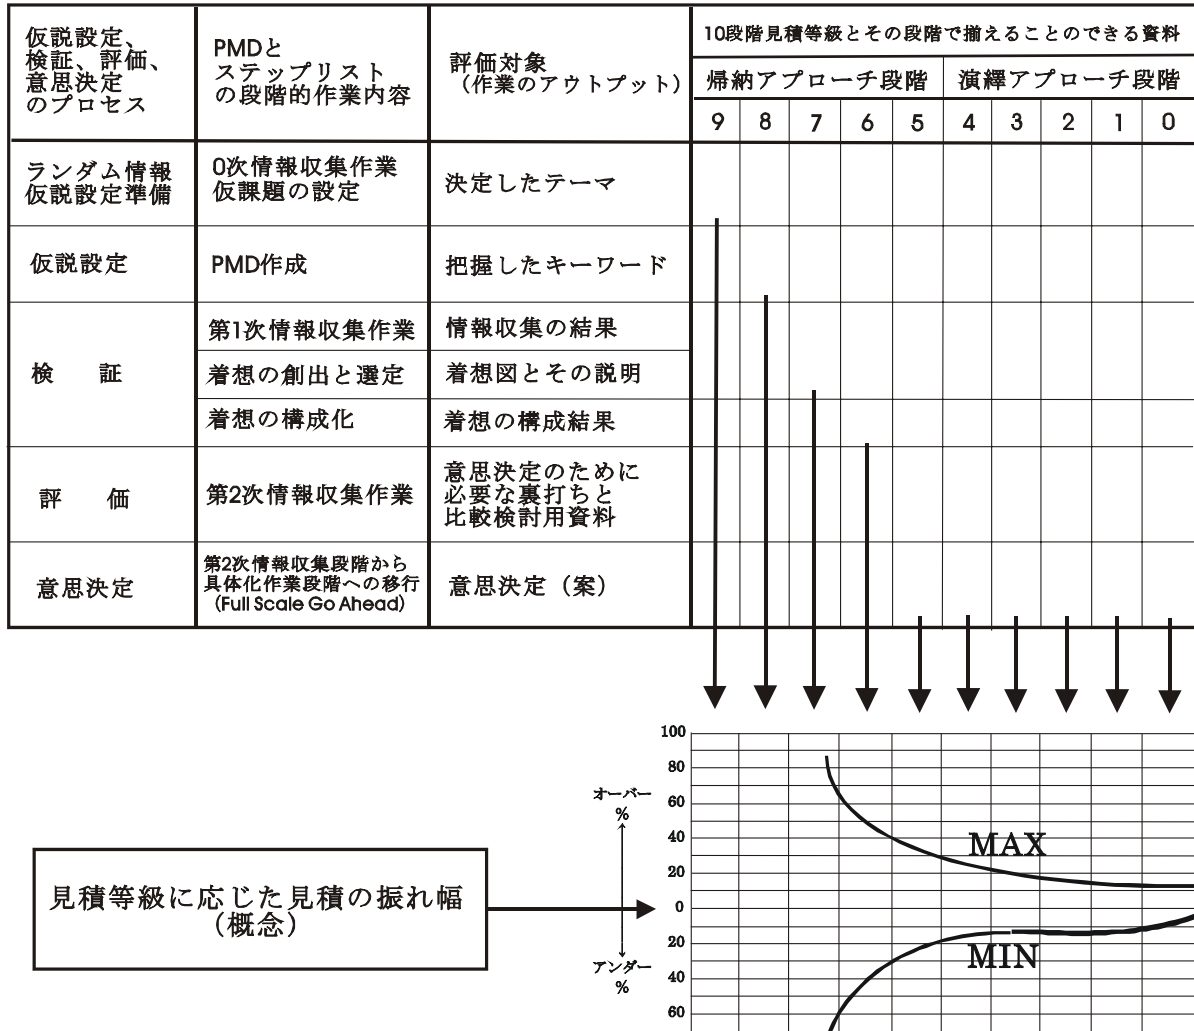 仮説設定、
検証、評価、
意思決定
のプロセス
PMDと
ステップリスト
の段階的作業内容
評価対象
（作業のアウトプット）
10段階見積等級とその段階で揃えることのできる資料
帰納アプローチ段階
演繹アプローチ段階
9 8 7 6 5 4 3 2 1 0
ランダム情報
仮説設定準備
0次情報収集作業
仮課題の設定
決定したテーマ
仮説設定
PMD作成
把握したキーワード
検 証
第1次情報収集作業
情報収集の結果
着想の創出と選定
着想図とその説明
着想の構成化
着想の構成結果
評 価
第2次情報収集作業
意思決定のために
必要な裏打ちと
比較検討用資料
意思決定
第2次情報収集段階から
具体化作業段階への移行
（Full Scale Go Ahead）
意思決定（案）
見積等級に応じた見積の振れ幅
（概念）
オーバー
%
アンダー
%
100
80
60
40
20
0
20
40
60
MAX
MIN